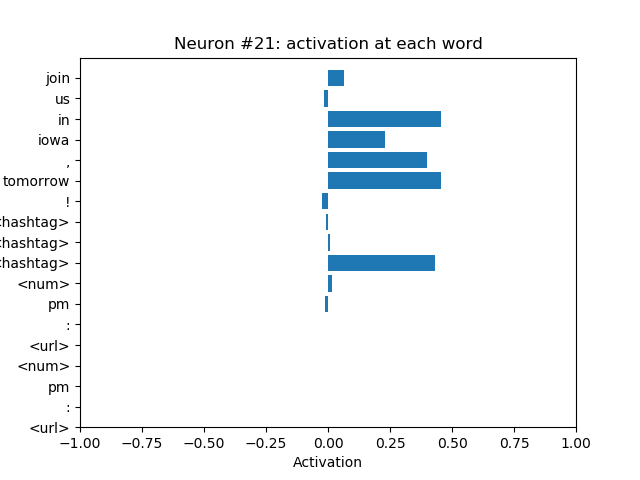 Neuron #21: activation at each word
join
us
in
iowa
,
tomorrow
!
hashtag>
hashtag>
hashtag>
<num>
pm
:
<url>
<num>
pm
:
<url>
−1.00 −0.75 −0.50 −0.25 0.00 0.25 0.50 0.75 1.00
Activation